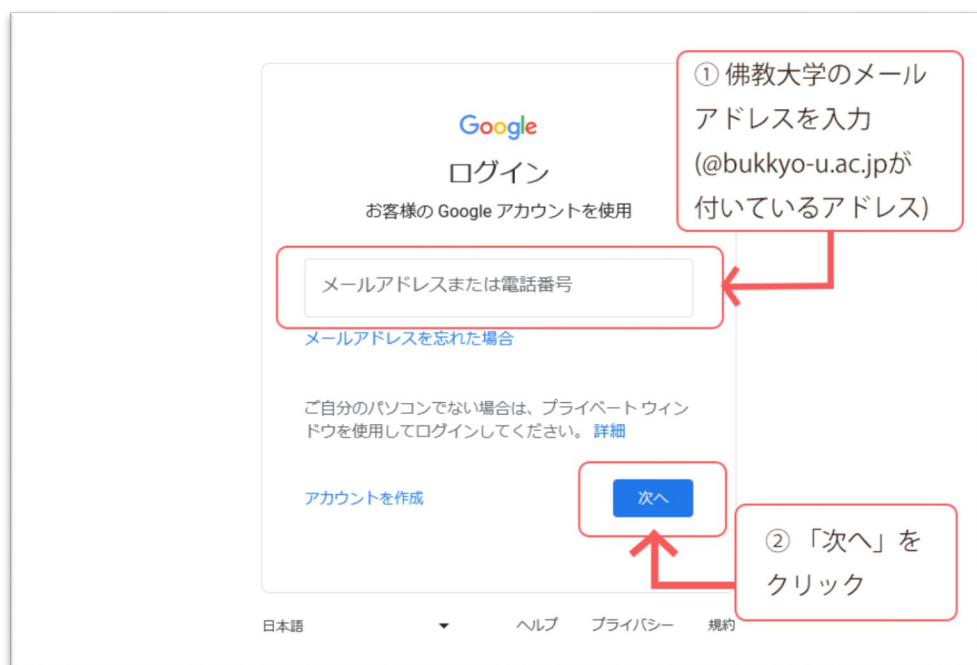 ① 佛教大学のメール
アドレスを入力
(@bukkyo-u.ac.jpが
付いているアドレス)
Google
ログイン
お客様の Google アカウントを使用
メールアドレスまたは電話番号
メールアドレスを忘れた場合
ご自分のパソコンでない場合は、プライベート ウィン
ドウを使用してログインしてください。 詳細
アカウントを作成
次へ
② 「次へ」を
クリック
日本語
ヘルプ プライバシー 規約